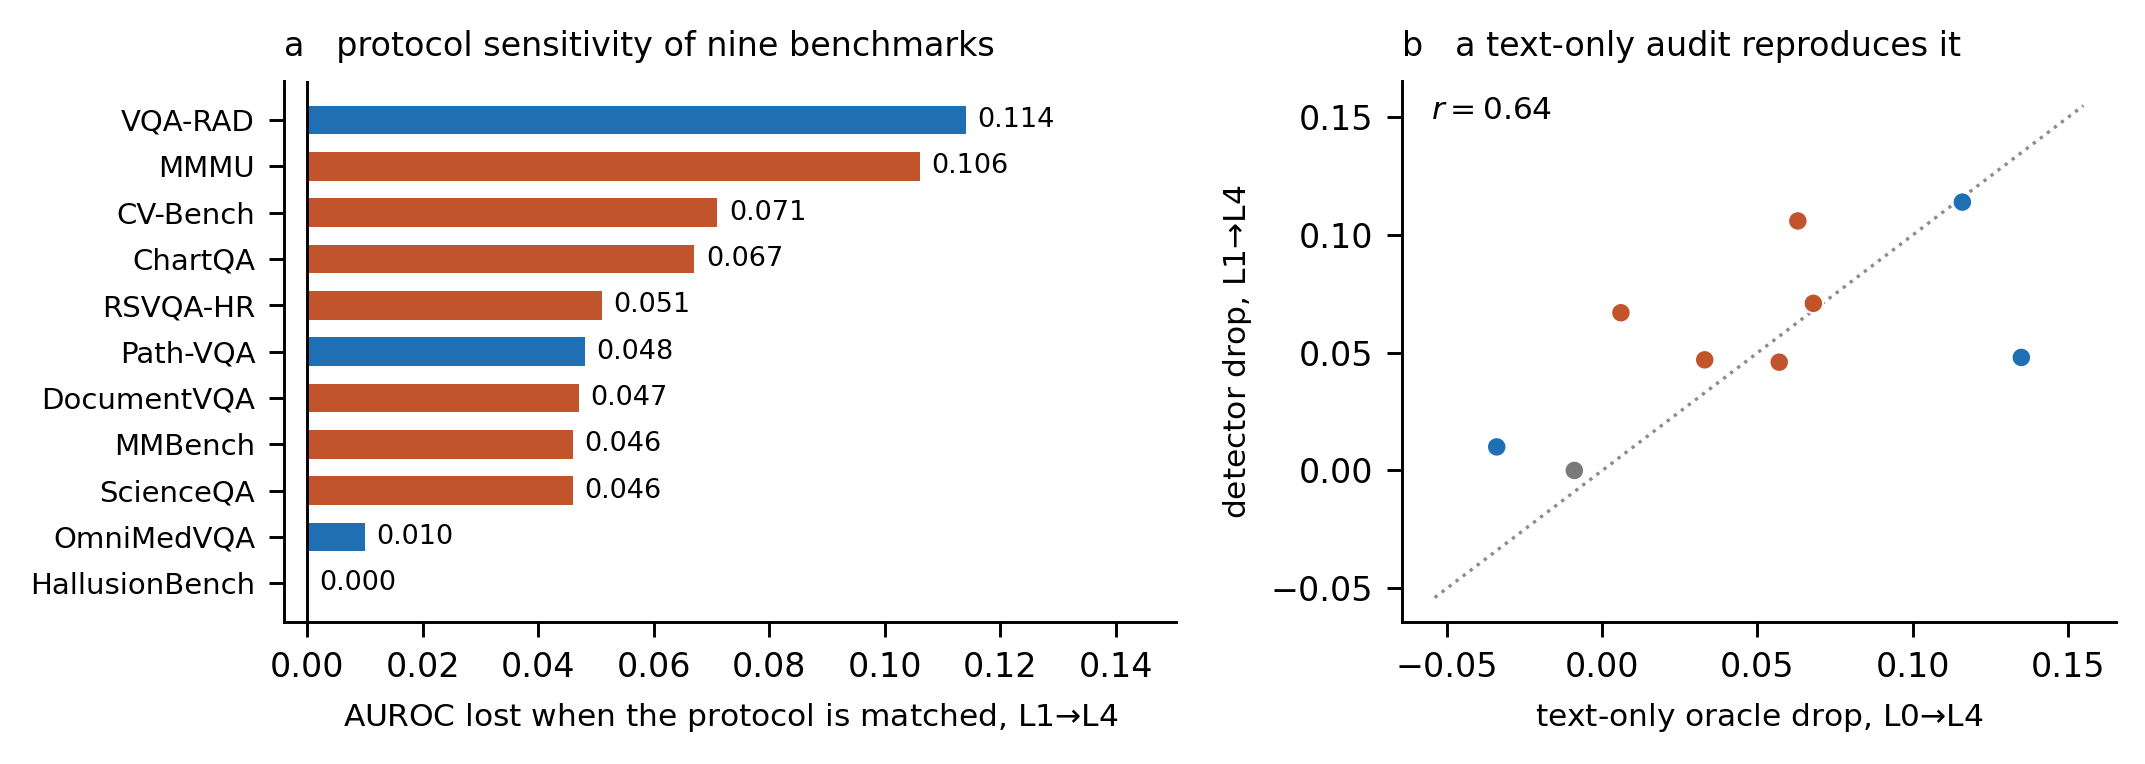 a   protocol sensitivity of nine benchmarks
VQA-RAD 0.114
MMMU 0.106
CV-Bench 0.071
ChartQA 0.067
RSVQA-HR 0.051
Path-VQA 0.048
DocumentVQA 0.047
MMBench 0.046
ScienceQA 0.046
OmniMedVQA 0.010
HallusionBench 0.000
0.00 0.02 0.04 0.06 0.08 0.10 0.12 0.14
AUROC lost when the protocol is matched, L1→L4
b   a text-only audit reproduces it
r = 0.64
detector drop, L1→L4
0.15
0.10
0.05
0.00
−0.05
−0.05 0.00 0.05 0.10 0.15
text-only oracle drop, L0→L4